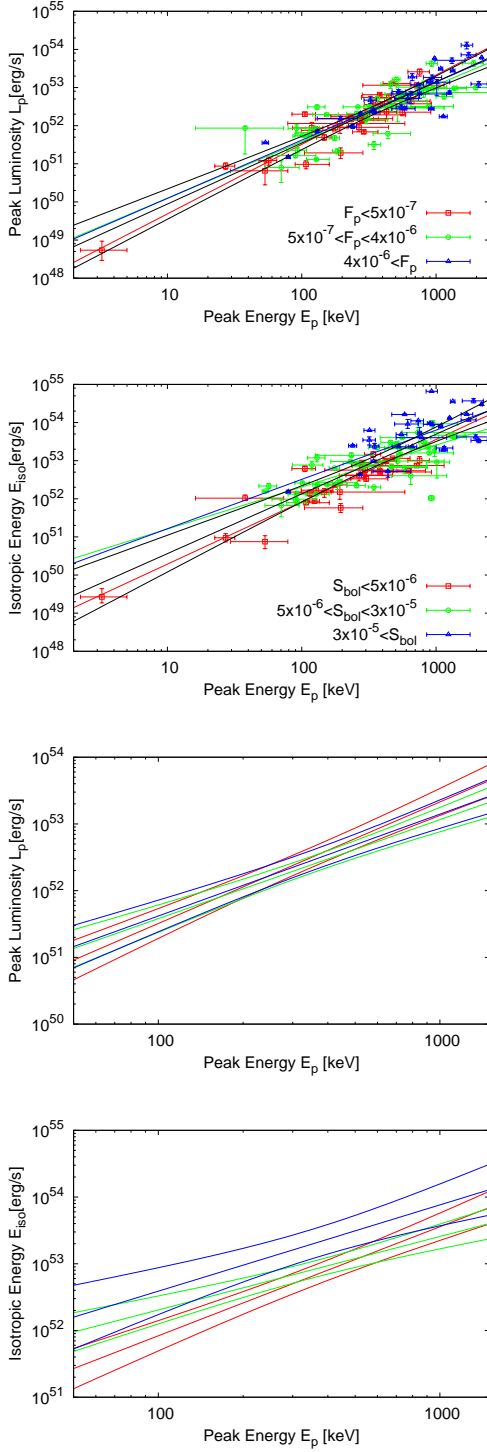 10^55
10^54
10^53
10^52
10^51
10^50
10^49
10^48
Peak Luminosity L_p[erg/s]
F_p<5x10^-7
5x10^-7<F_p<4x10^-6
4x10^-6<F_p
10 100 1000
Peak Energy E_p [keV]
10^55
10^54
10^53
10^52
10^51
10^50
10^49
10^48
Isotropic Energy E_iso[erg/s]
S_bol<5x10^-6
5x10^-6<S_bol<3x10^-5
3x10^-5<S_bol
10 100 1000
Peak Energy E_p [keV]
10^54
10^53
10^52
10^51
10^50
Peak Luminosity L_p[erg/s]
100 1000
Peak Energy E_p [keV]
10^55
10^54
10^53
10^52
10^51
Isotropic Energy E_iso[erg/s]
100 1000
Peak Energy E_p [keV]